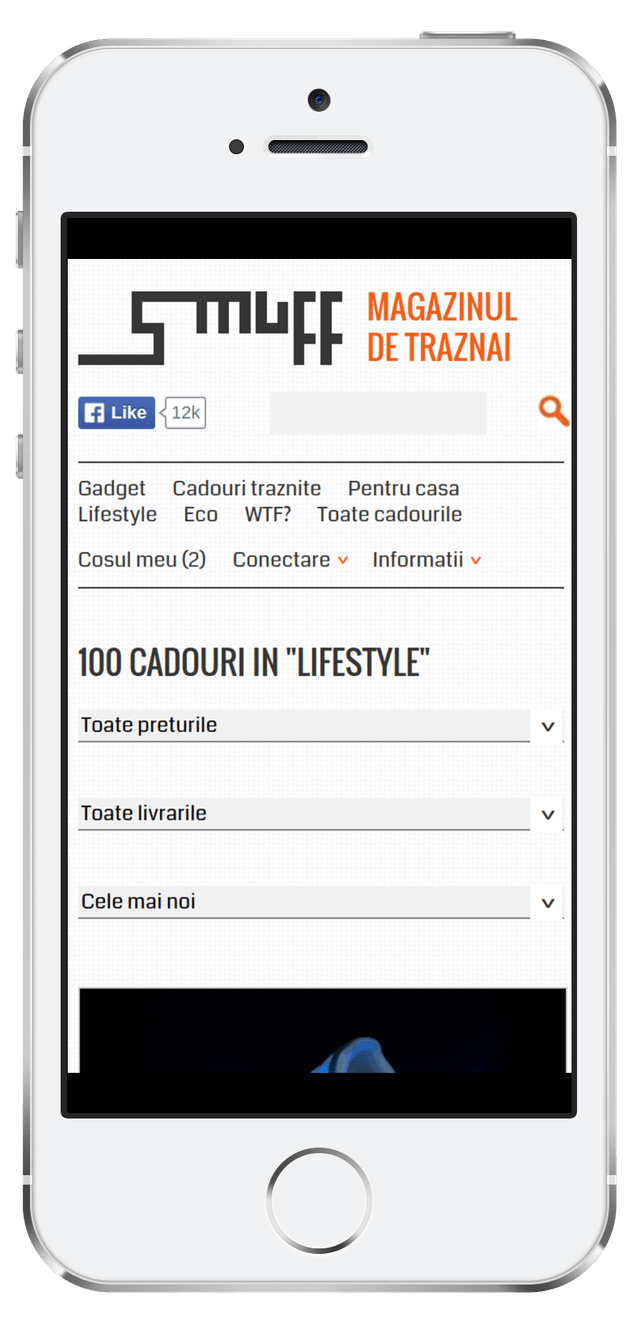 SMUFF
MAGAZINUL
DE TRAZNAI
Like 12k
Gadget Cadouri traznite Pentru casa
Lifestyle Eco WTF? Toate cadourile
Cosul meu (2) Conectare Informatii
100 CADOURI IN "LIFESTYLE"
Toate preturile
Toate livrarile
Cele mai noi